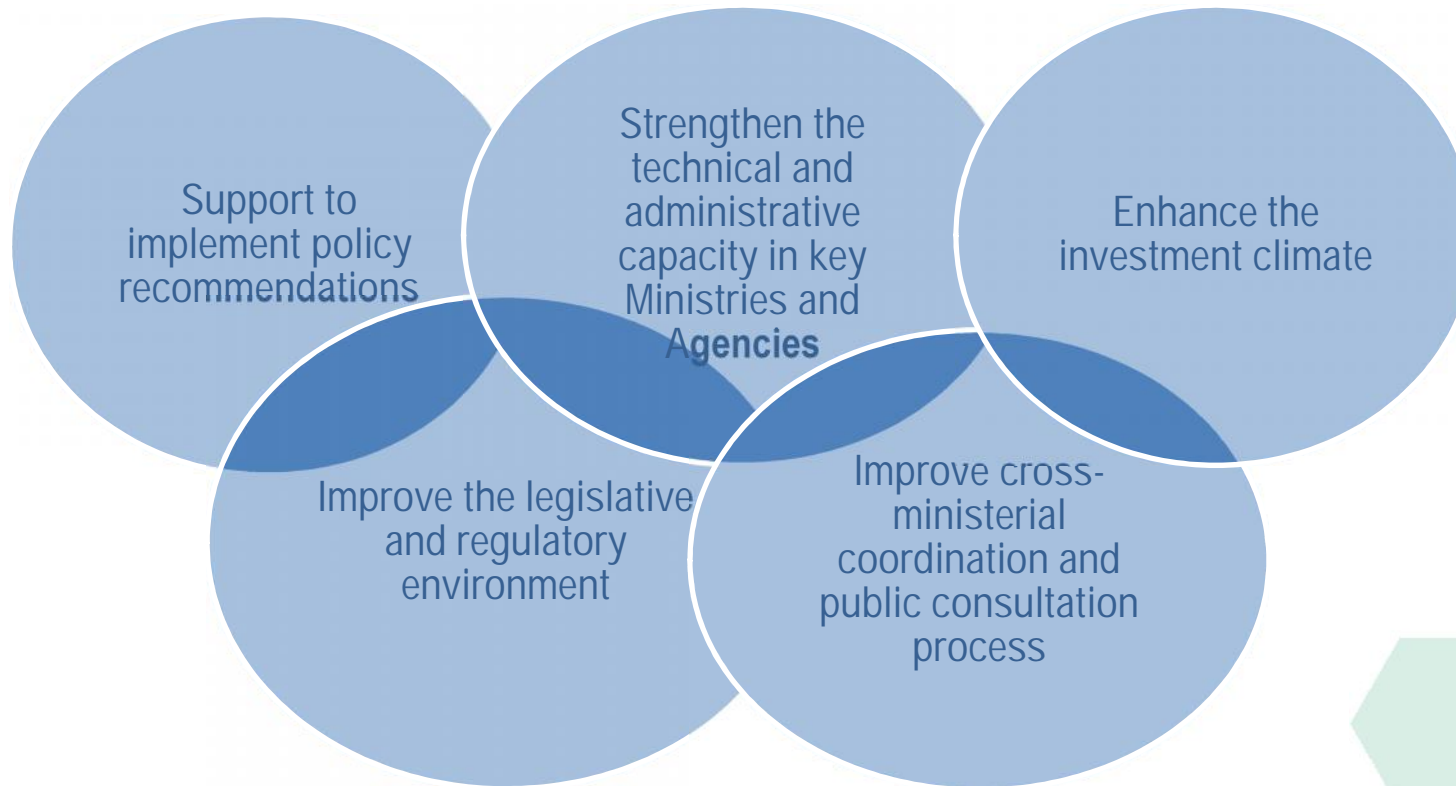 Support to
implement policy
recommendations
Strengthen the
technical and
administrative
capacity in key
Ministries and
Agencies
Enhance the
investment climate
Improve the legislative
and regulatory
environment
Improve cross-
ministerial
coordination and
public consultation
process